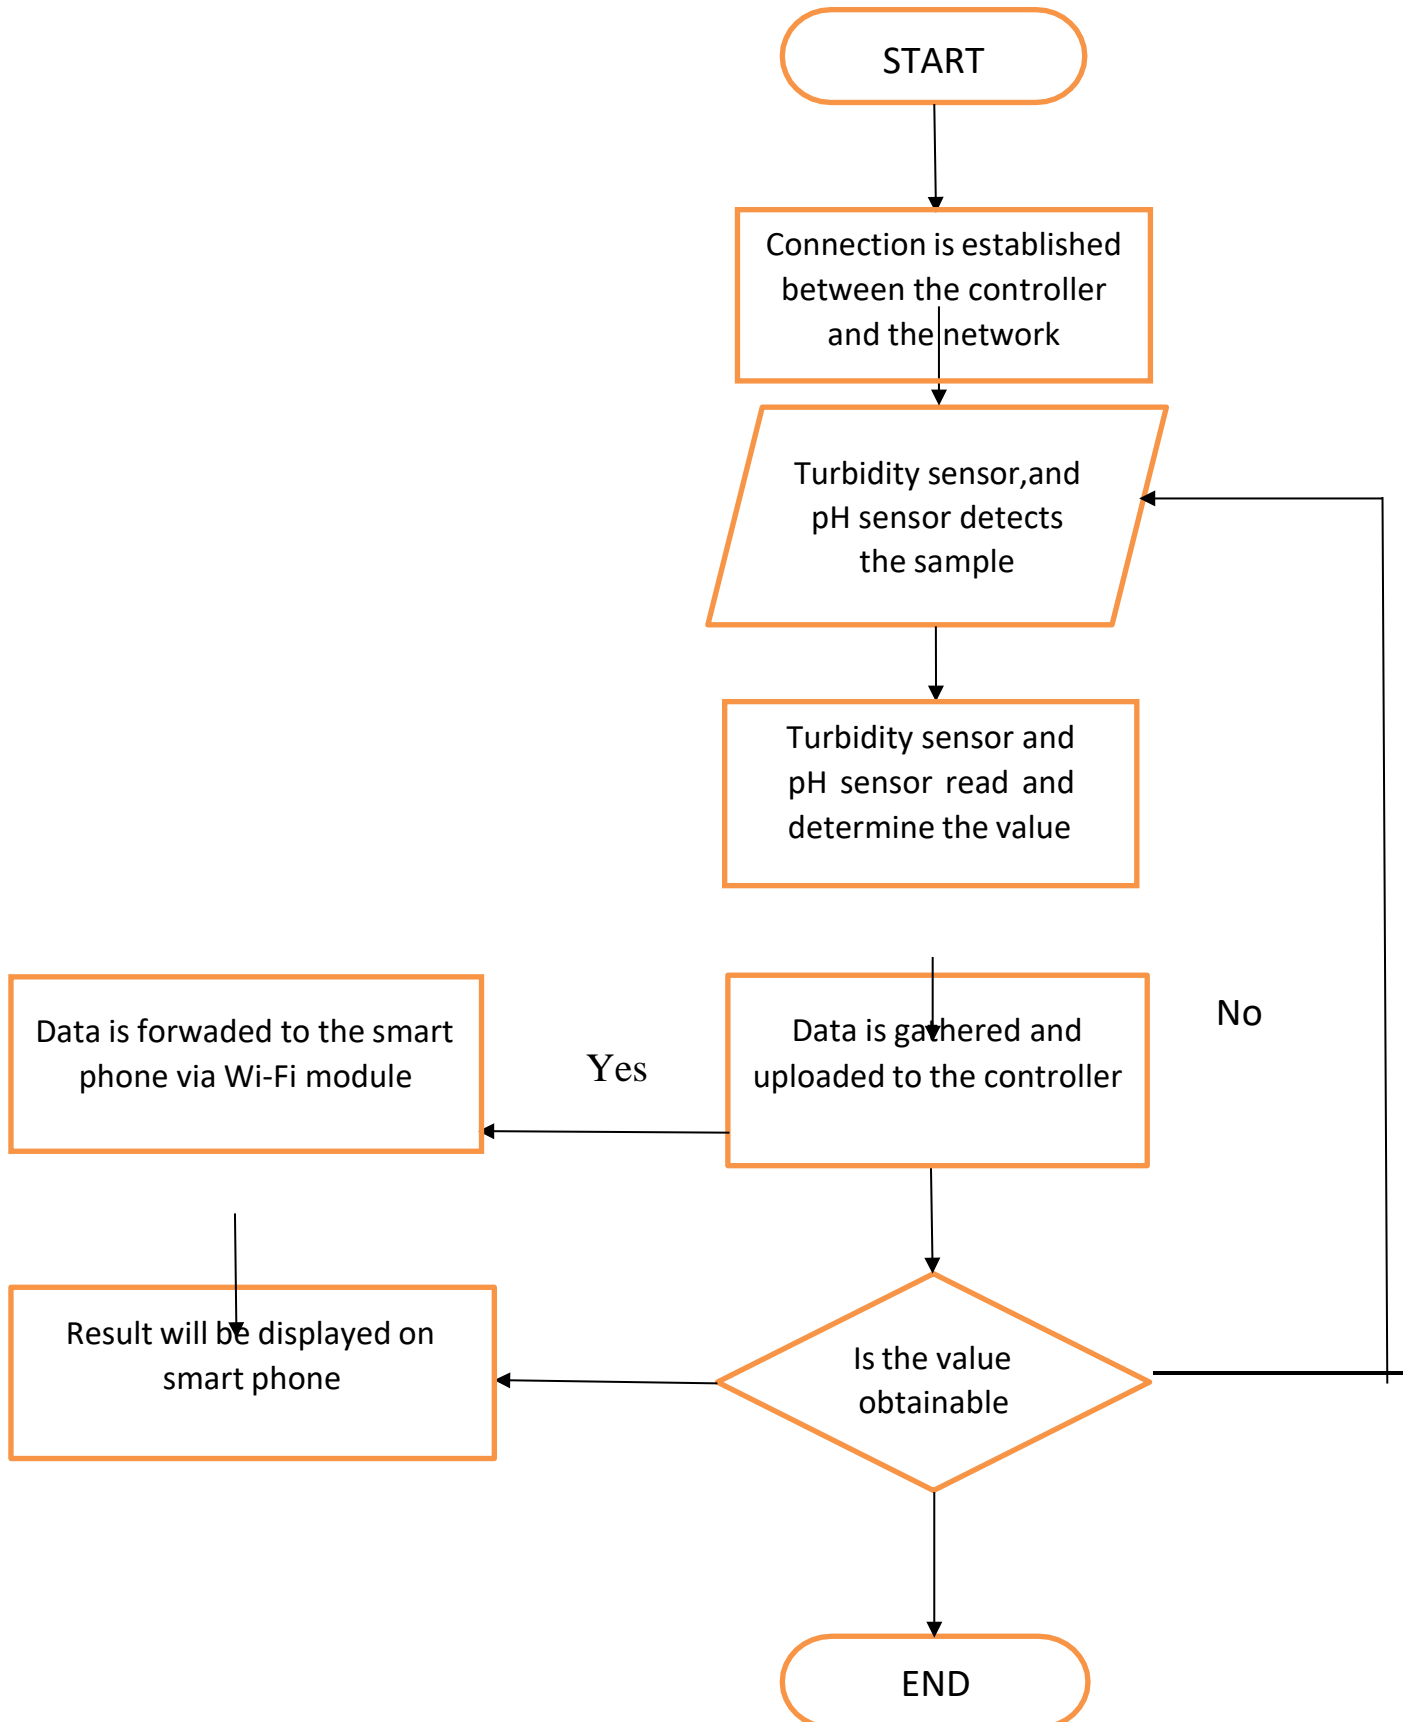 START
Connection is established
between the controller
and the network
Turbidity sensor,and
pH sensor detects
the sample
Turbidity sensor and
pH sensor read and
determine the value
No
Data is forwaded to the smart
phone via Wi-Fi module
Yes
Data is gathered and
uploaded to the controller
Result will be displayed on
smart phone
Is the value
obtainable
END